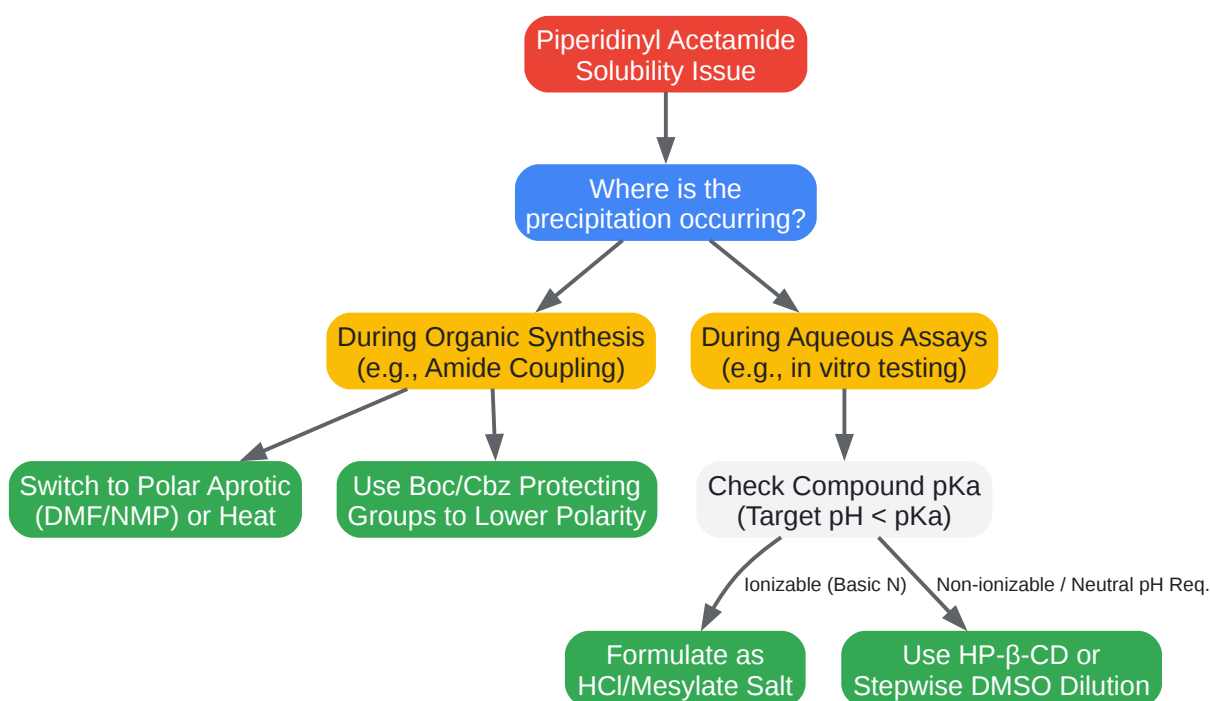 Piperidinyl Acetamide
Solubility Issue
Where is the
precipitation occurring?
During Organic Synthesis
(e.g., Amide Coupling)
During Aqueous Assays
(e.g., in vitro testing)
Switch to Polar Aprotic
(DMF/NMP) or Heat
Use Boc/Cbz Protecting
Groups to Lower Polarity
Check Compound pKa
(Target pH < pKa)
Ionizable (Basic N)
Non-ionizable / Neutral pH Req.
Formulate as
HCl/Mesylate Salt
Use HP-β-CD or
Stepwise DMSO Dilution